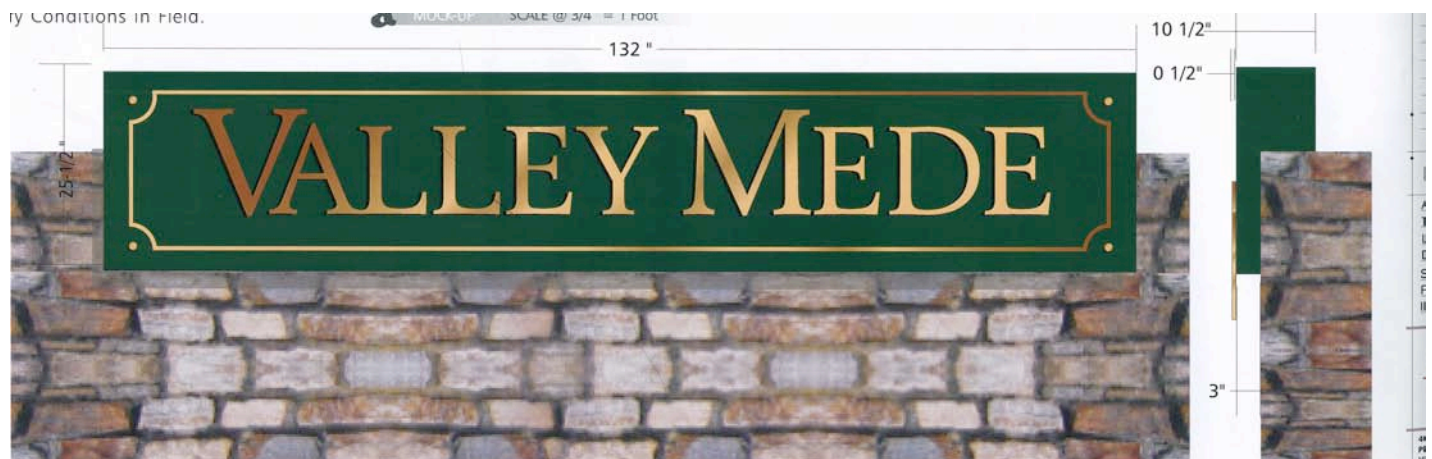 y Conditions in Field.
MOCK-UP SCALE @ 3/4" = 1 Foot
132 "
10 1/2"
0 1/2"
25-1/2"
VALLEY MEDE
3"